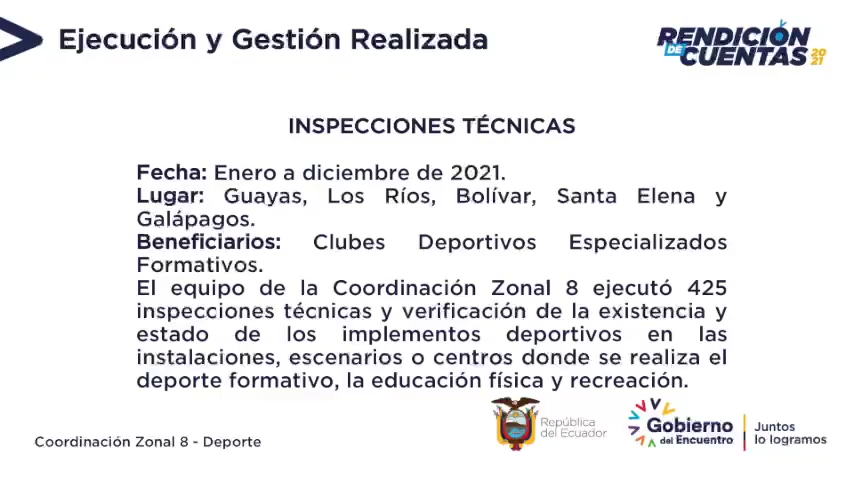 Ejecución y Gestión Realizada
RENDICIÓN
DE CUENTAS 20
21
INSPECCIONES TÉCNICAS
Fecha: Enero a diciembre de 2021.
Lugar: Guayas, Los Ríos, Bolívar, Santa Elena y
Galápagos.
Beneficiarios: Clubes Deportivos Especializados
Formativos.
El equipo de la Coordinación Zonal 8 ejecutó 425
inspecciones técnicas y verificación de la existencia y
estado de los implementos deportivos en las
instalaciones, escenarios o centros donde se realiza el
deporte formativo, la educación física y recreación.
Coordinación Zonal 8 - Deporte
República
del Ecuador
Gobierno
del Encuentro
Juntos
lo logramos